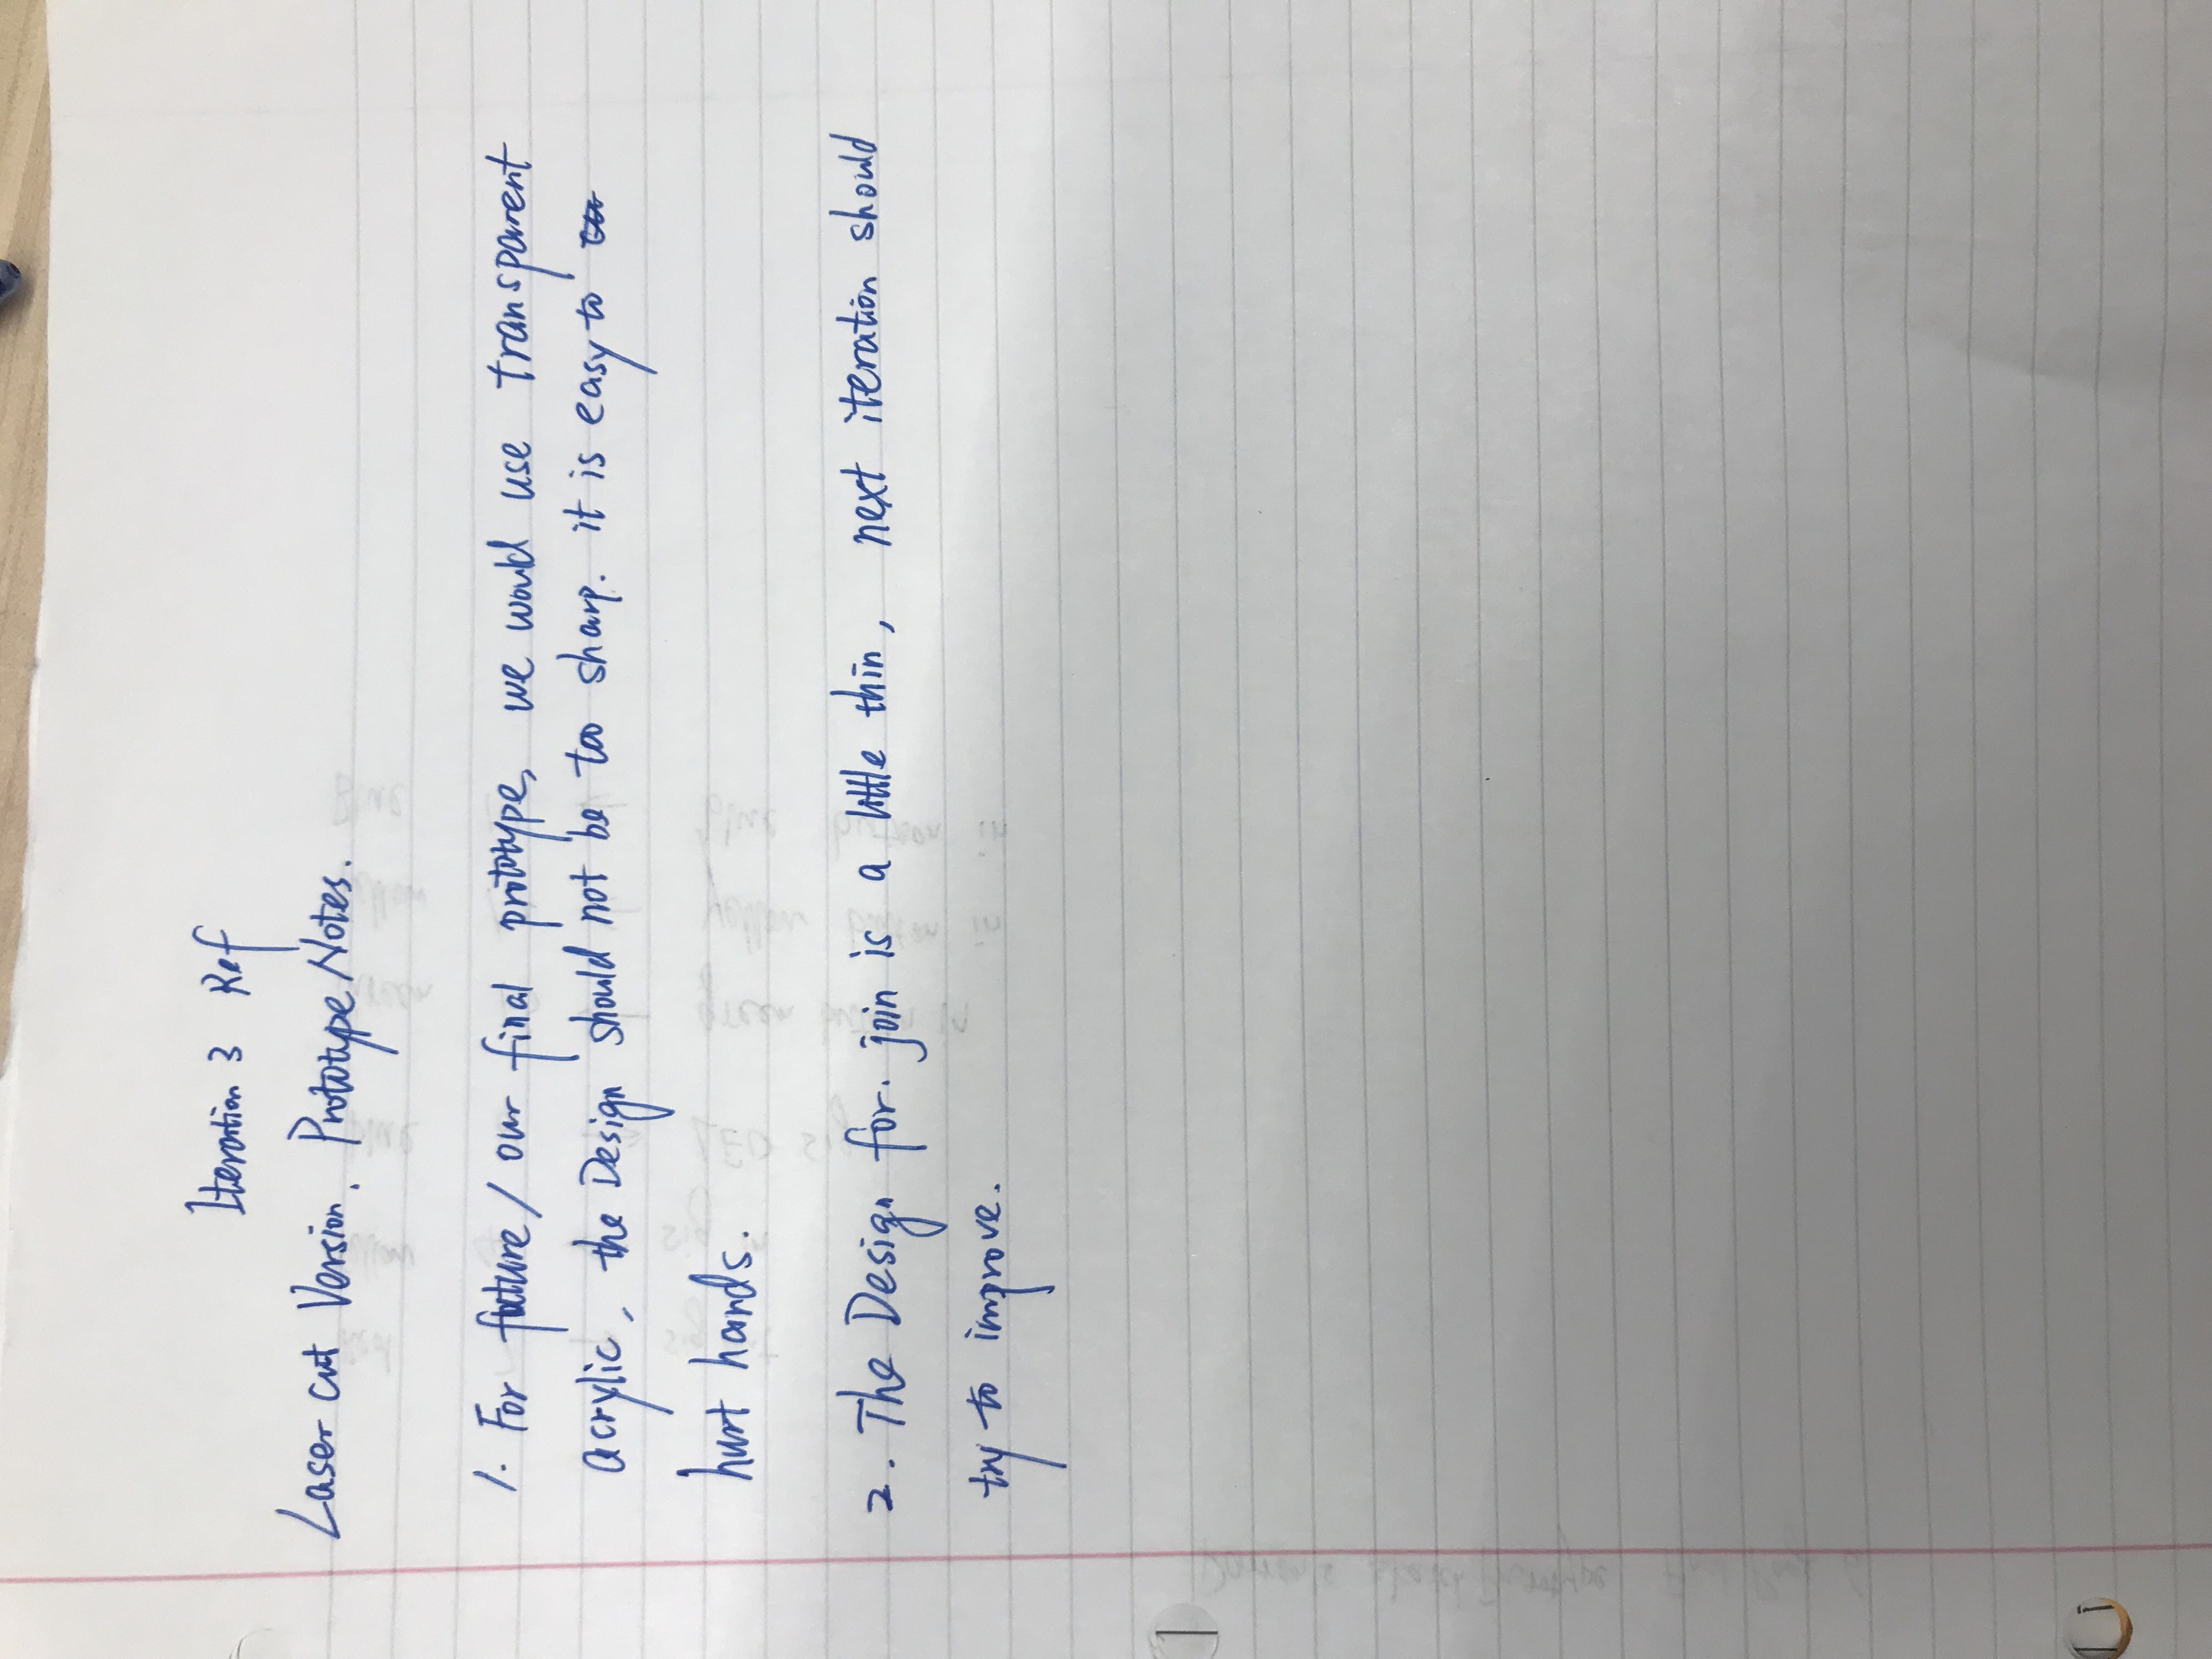 Iteration 3 Ref
Laser cut Version. Prototype Notes.
1. For future / our final prototype, we would use transparent
acrylic, the Design should not be too sharp. it is easy to
hurt hands.
2. The Design for. join is a little thin, next iteration should
try to improve.